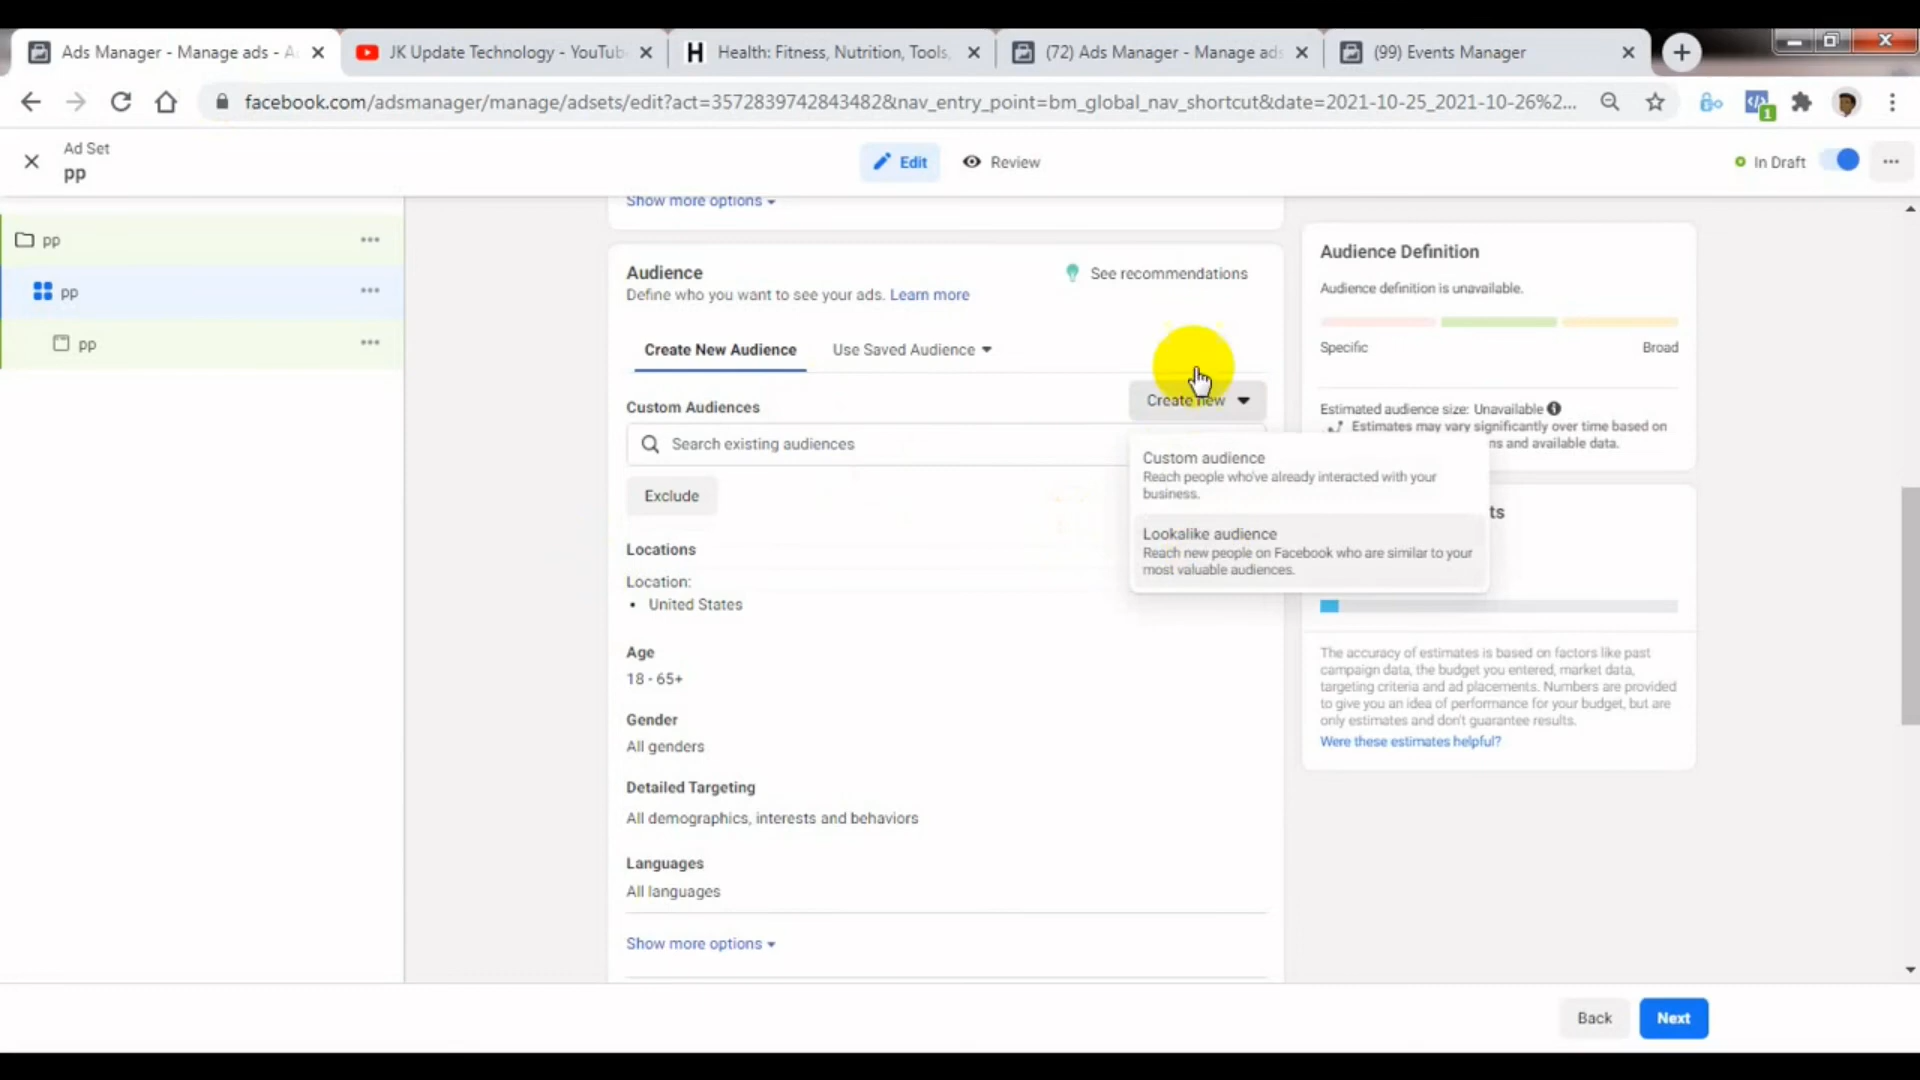 Ads Manager - Manage ads - A
JK Update Technology - YouTub
H
Health: Fitness, Nutrition, Tools,
(72) Ads Manager - Manage ads
(99) Events Manager
facebook.com/adsmanager/manage/adsets/edit?act=3572839742843482&nav_entry_point=bm_global_nav_shortcut&date=2021-10-25_2021-10-26%2...
1
Ad Set
pp
Edit
Review
In Draft
pp
pp
pp
Show more options
Audience
See recommendations
Define who you want to see your ads. Learn more
Create New Audience
Use Saved Audience
Custom Audiences
Create new
Search existing audiences
Custom audience
Reach people who've already interacted with your
business.
Lookalike audience
Reach new people on Facebook who are similar to your
most valuable audiences.
Exclude
Locations
Location:
• United States
Age
18 - 65+
Gender
All genders
Detailed Targeting
All demographics, interests and behaviors
Languages
All languages
Show more options
Audience Definition
Audience definition is unavailable.
Specific
Broad
Estimated audience size: Unavailable
Estimates may vary significantly over time based on
ns and available data.
ts
The accuracy of estimates is based on factors like past
campaign data, the budget you entered, market data,
targeting criteria and ad placements. Numbers are provided
to give you an idea of performance for your budget, but are
only estimates and don't guarantee results.
Were these estimates helpful?
Back
Next